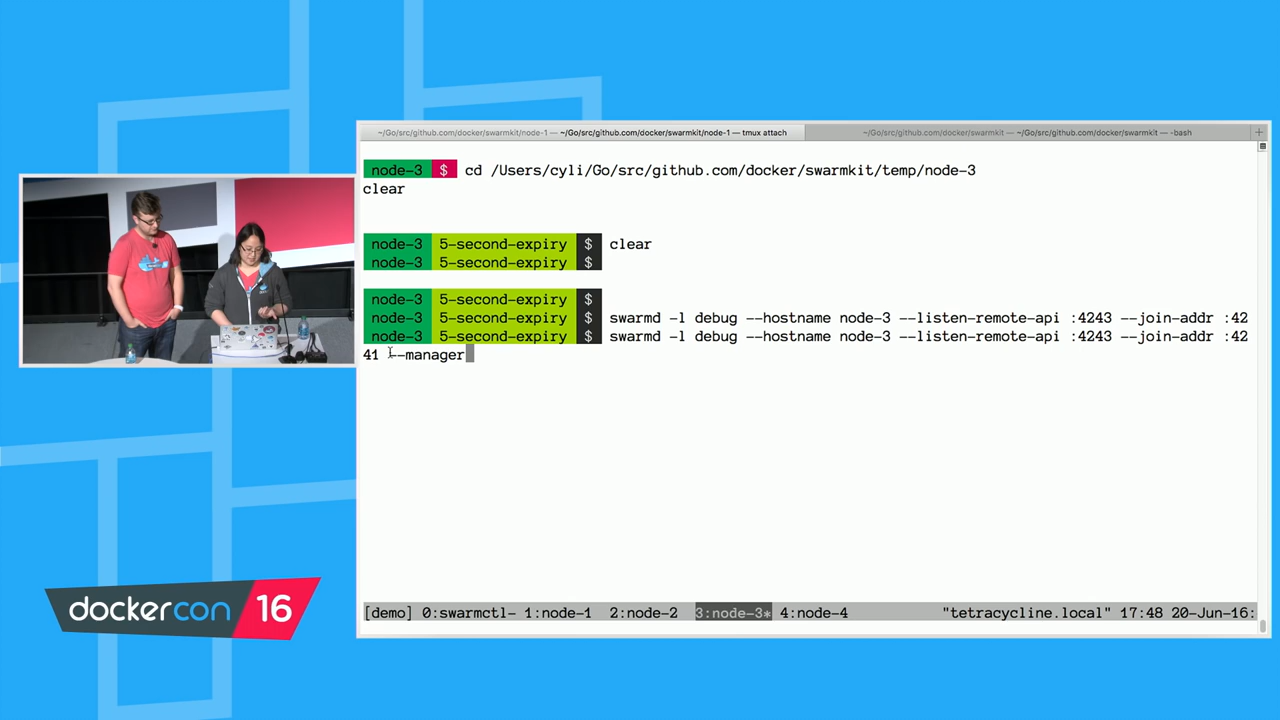 ~/Go/src/github.com/docker/swarmkit/node-1 — ~/Go/src/github.com/docker/swarmkit/node-1 — tmux attach
~/Go/src/github.com/docker/swarmkit — ~/Go/src/github.com/docker/swarmkit — -bash
+
node-3 $ cd /Users/cyli/Go/src/github.com/docker/swarmkit/temp/node-3
clear
node-3 5-second-expiry $ clear
node-3 5-second-expiry $
node-3 5-second-expiry $
node-3 5-second-expiry $ swarmd -l debug --hostname node-3 --listen-remote-api :4243 --join-addr :42
node-3 5-second-expiry $ swarmd -l debug --hostname node-3 --listen-remote-api :4243 --join-addr :42
41 --manager
[demo] 0:swarmctl- 1:node-1 2:node-2 3:node-3* 4:node-4 "tetracycline.local" 17:48 20-Jun-16:
dockercon 16